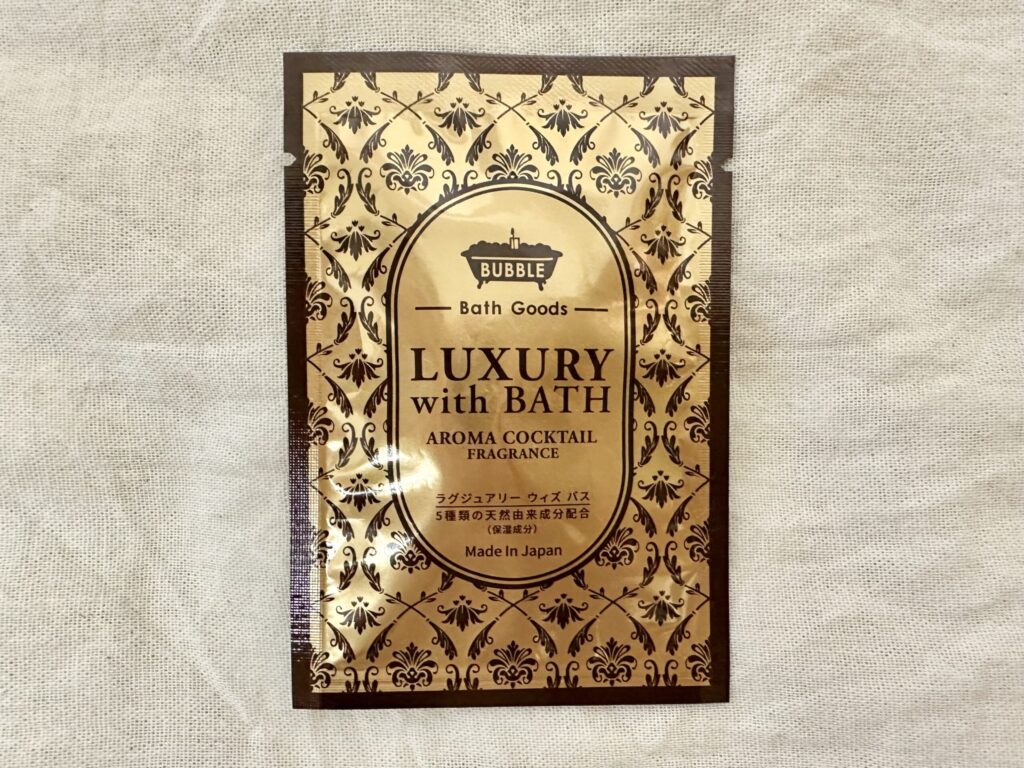 BUBBLE
Bath Goods
LUXURY
with BATH
AROMA COCKTAIL
FRAGRANCE
ラグジュアリー ウィズ バス
5種類の天然由来成分配合
(保湿成分)
Made In Japan